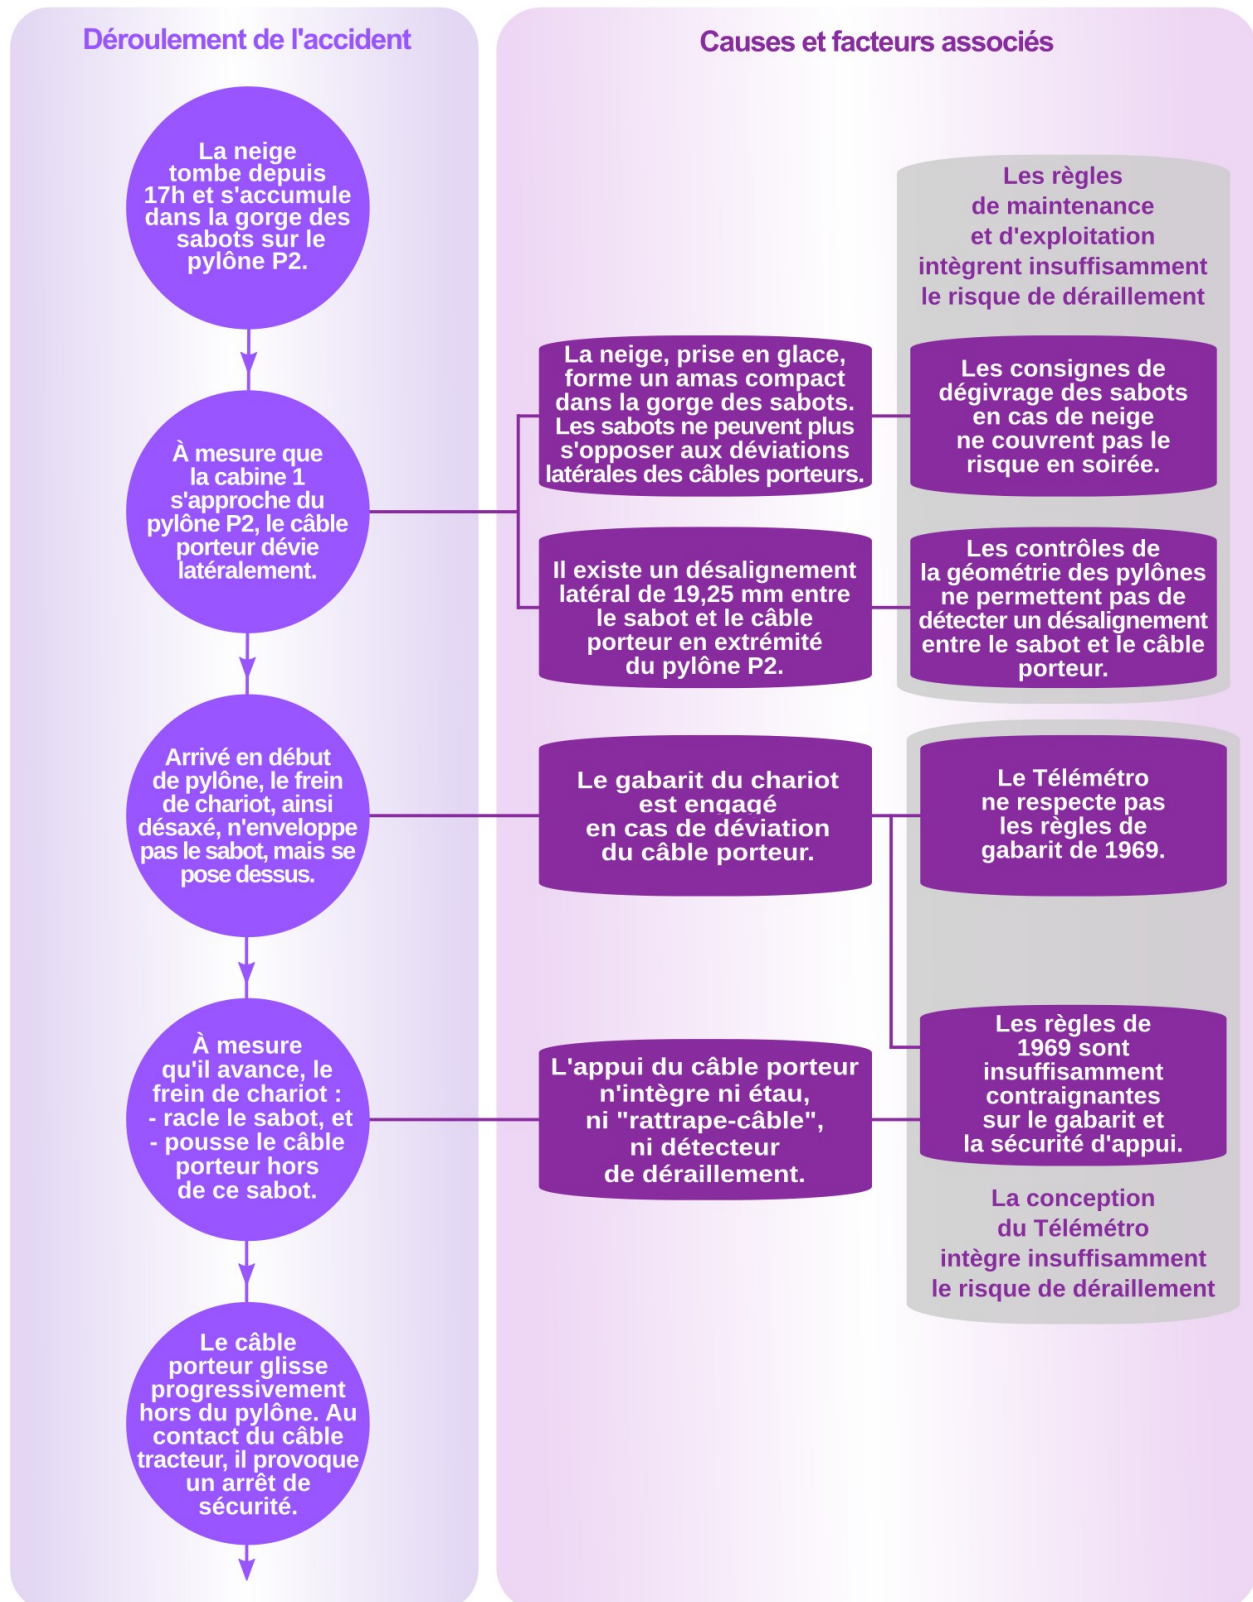 Déroulement de l'accident
La neige
tombe depuis
17h et s'accumule
dans la gorge des
sabots sur le
pylône P2.
À mesure que
la cabine 1
s'approche du
pylône P2, le câble
porteur dévie
latéralement.
Arrivé en début
de pylône, le frein
de chariot, ainsi
désaxé, n'enveloppe
pas le sabot, mais se
pose dessus.
À mesure
qu'il avance, le
frein de chariot :
- racle le sabot, et
- pousse le câble
porteur hors
de ce sabot.
Le câble
porteur glisse
progressivement
hors du pylône. Au
contact du câble
tracteur, il provoque
un arrêt de
sécurité.
Causes et facteurs associés
Les règles
de maintenance
et d'exploitation
intègrent insuffisamment
le risque de déraillement
La neige, prise en glace,
forme un amas compact
dans la gorge des sabots.
Les sabots ne peuvent plus
s'opposer aux déviations
latérales des câbles porteurs.
Les consignes de
dégivrage des sabots
en cas de neige
ne couvrent pas le
risque en soirée.
Il existe un désalignement
latéral de 19,25 mm entre
le sabot et le câble
porteur en extrémité
du pylône P2.
Les contrôles de
la géométrie des pylônes
ne permettent pas de
détecter un désalignement
entre le sabot et le câble
porteur.
Le gabarit du chariot
est engagé
en cas de déviation
du câble porteur.
Le Télémétro
ne respecte pas
les règles de
gabarit de 1969.
L'appui du câble porteur
n'intègre ni étau,
ni "rattrape-câble",
ni détecteur
de déraillement.
Les règles de
1969 sont
insuffisamment
contraignantes
sur le gabarit et
la sécurité d'appui.
La conception
du Télémétro
intègre insuffisamment
le risque de déraillement